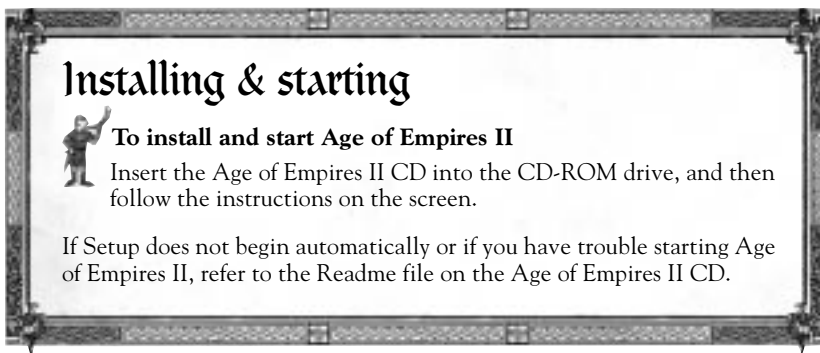 Installing & starting
To install and start Age of Empires II
Insert the Age of Empires II CD into the CD-ROM drive, and then
follow the instructions on the screen.
If Setup does not begin automatically or if you have trouble starting Age
of Empires II, refer to the Readme file on the Age of Empires II CD.